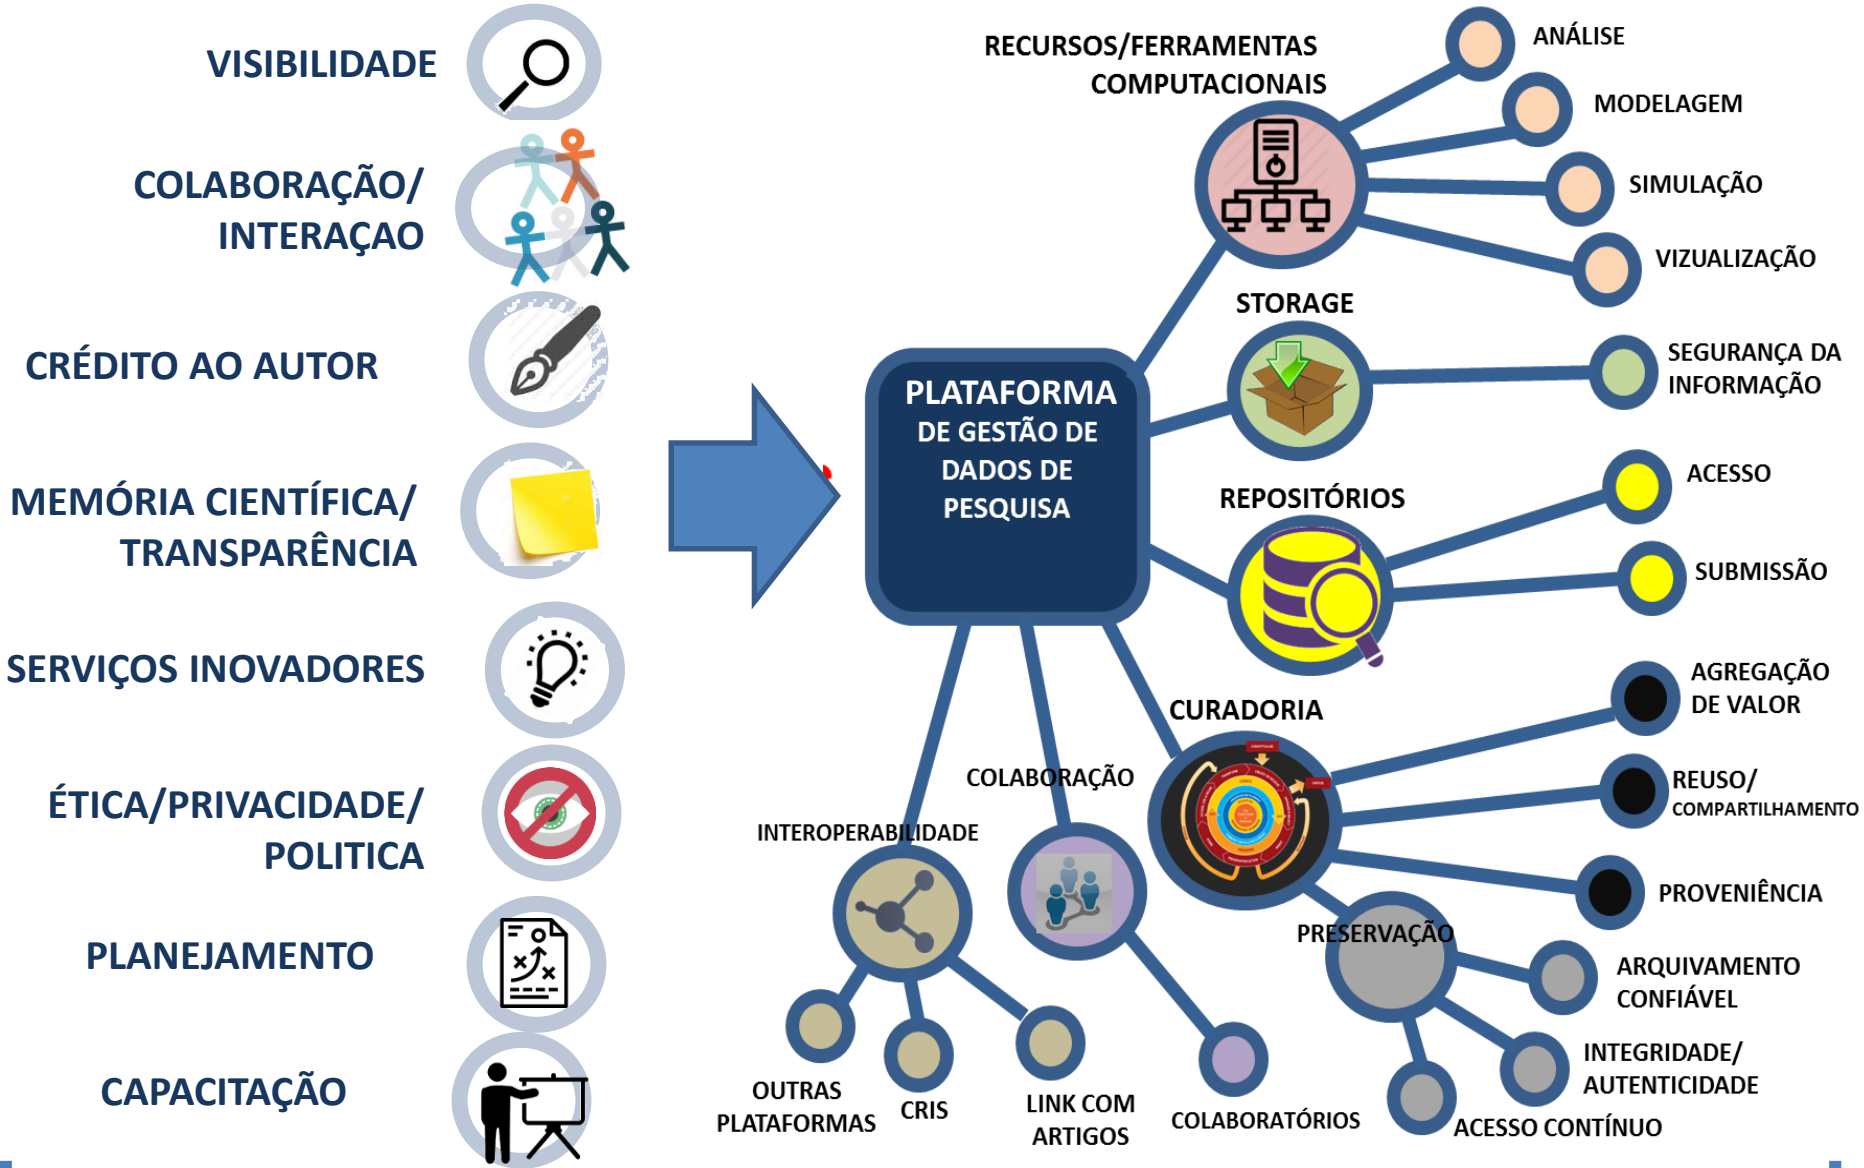 VISIBILIDADE
COLABORAÇÃO/
INTERAÇAO
CRÉDITO AO AUTOR
MEMÓRIA CIENTÍFICA/
TRANSPARÊNCIA
SERVIÇOS INOVADORES
ÉTICA/PRIVACIDADE/
POLITICA
PLANEJAMENTO
CAPACITAÇÃO
PLATAFORMA
DE GESTÃO DE
DADOS DE
PESQUISA
RECURSOS/FERRAMENTAS
COMPUTACIONAIS
ANÁLISE
MODELAGEM
SIMULAÇÃO
VIZUALIZAÇÃO
STORAGE
SEGURANÇA DA
INFORMAÇÃO
REPOSITÓRIOS
ACESSO
SUBMISSÃO
CURADORIA
AGREGAÇÃO
DE VALOR
REUSO/
COMPARTILHAMENTO
PROVENIÊNCIA
PRESERVAÇÃO
ARQUIVAMENTO
CONFIÁVEL
INTEGRIDADE/
AUTENTICIDADE
ACESSO CONTÍNUO
COLABORAÇÃO
COLABORATÓRIOS
INTEROPERABILIDADE
OUTRAS
PLATAFORMAS
CRIS
LINK COM
ARTIGOS